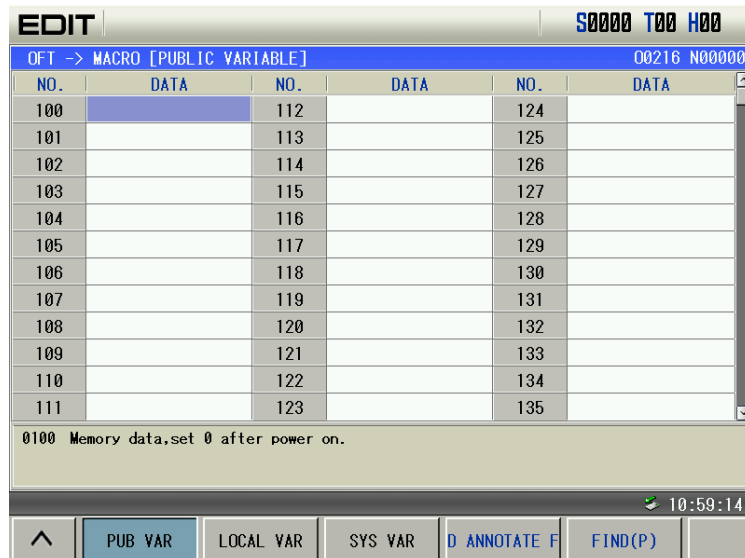 EDIT S0000 T00 H00
OFT -> MACRO [PUBLIC VARIABLE] O0216 N00000
NO. DATA NO. DATA NO. DATA
100 112 124
101 113 125
102 114 126
103 115 127
104 116 128
105 117 129
106 118 130
107 119 131
108 120 132
109 121 133
110 122 134
111 123 135
0100 Memory data,set 0 after power on.
10:59:14
PUB VAR LOCAL VAR SYS VAR D ANNOTATE F FIND(P)